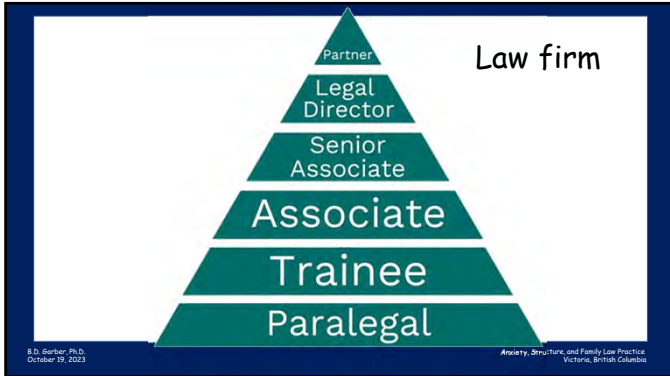 Law firm
Partner
Legal
Director
Senior
Associate
Associate
Trainee
Paralegal
B.D. Garber, Ph.D.
October 19, 2023
Anxiety, Structure, and Family Law Practice
Victoria, British Columbia